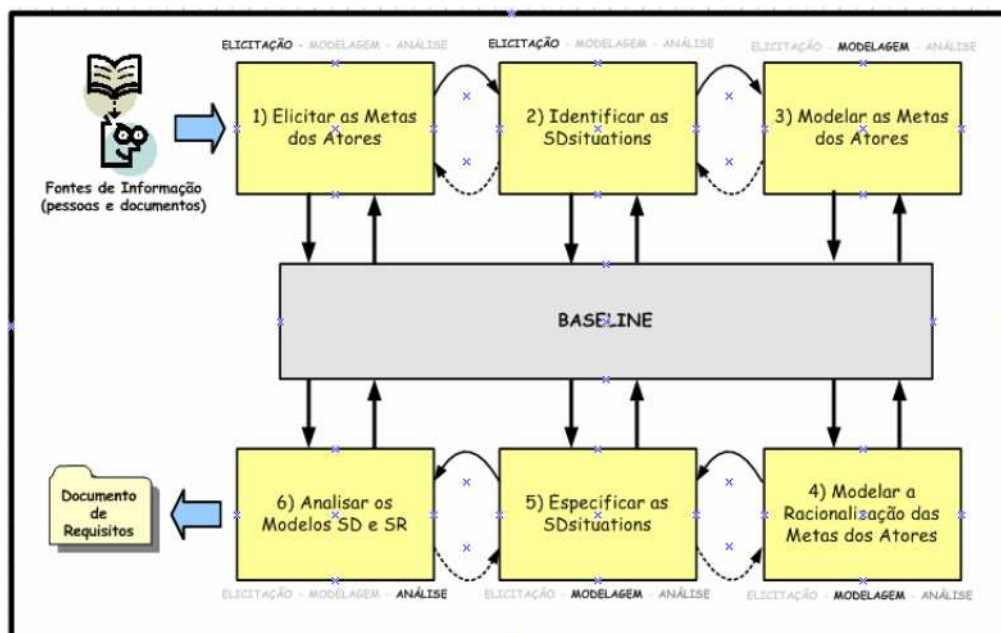 ELICITAÇÃO - MODELAGEM - ANÁLISE
ELICITAÇÃO - MODELAGEM - ANÁLISE
ELICITAÇÃO - MODELAGEM - ANÁLISE
1) Elicitar as Metas
dos Atores
2) Identificar as
SDsituations
3) Modelar as Metas
dos Atores
Fontes de Informação
(pessoas e documentos)
BASELINE
Documento
de
Requisitos
6) Analisar os
Modelos SD e SR
5) Especificar as
SDsituations
4) Modelar a
Racionalização das
Metas dos Atores
ELICITAÇÃO - MODELAGEM - ANÁLISE
ELICITAÇÃO - MODELAGEM - ANÁLISE
ELICITAÇÃO - MODELAGEM - ANÁLISE